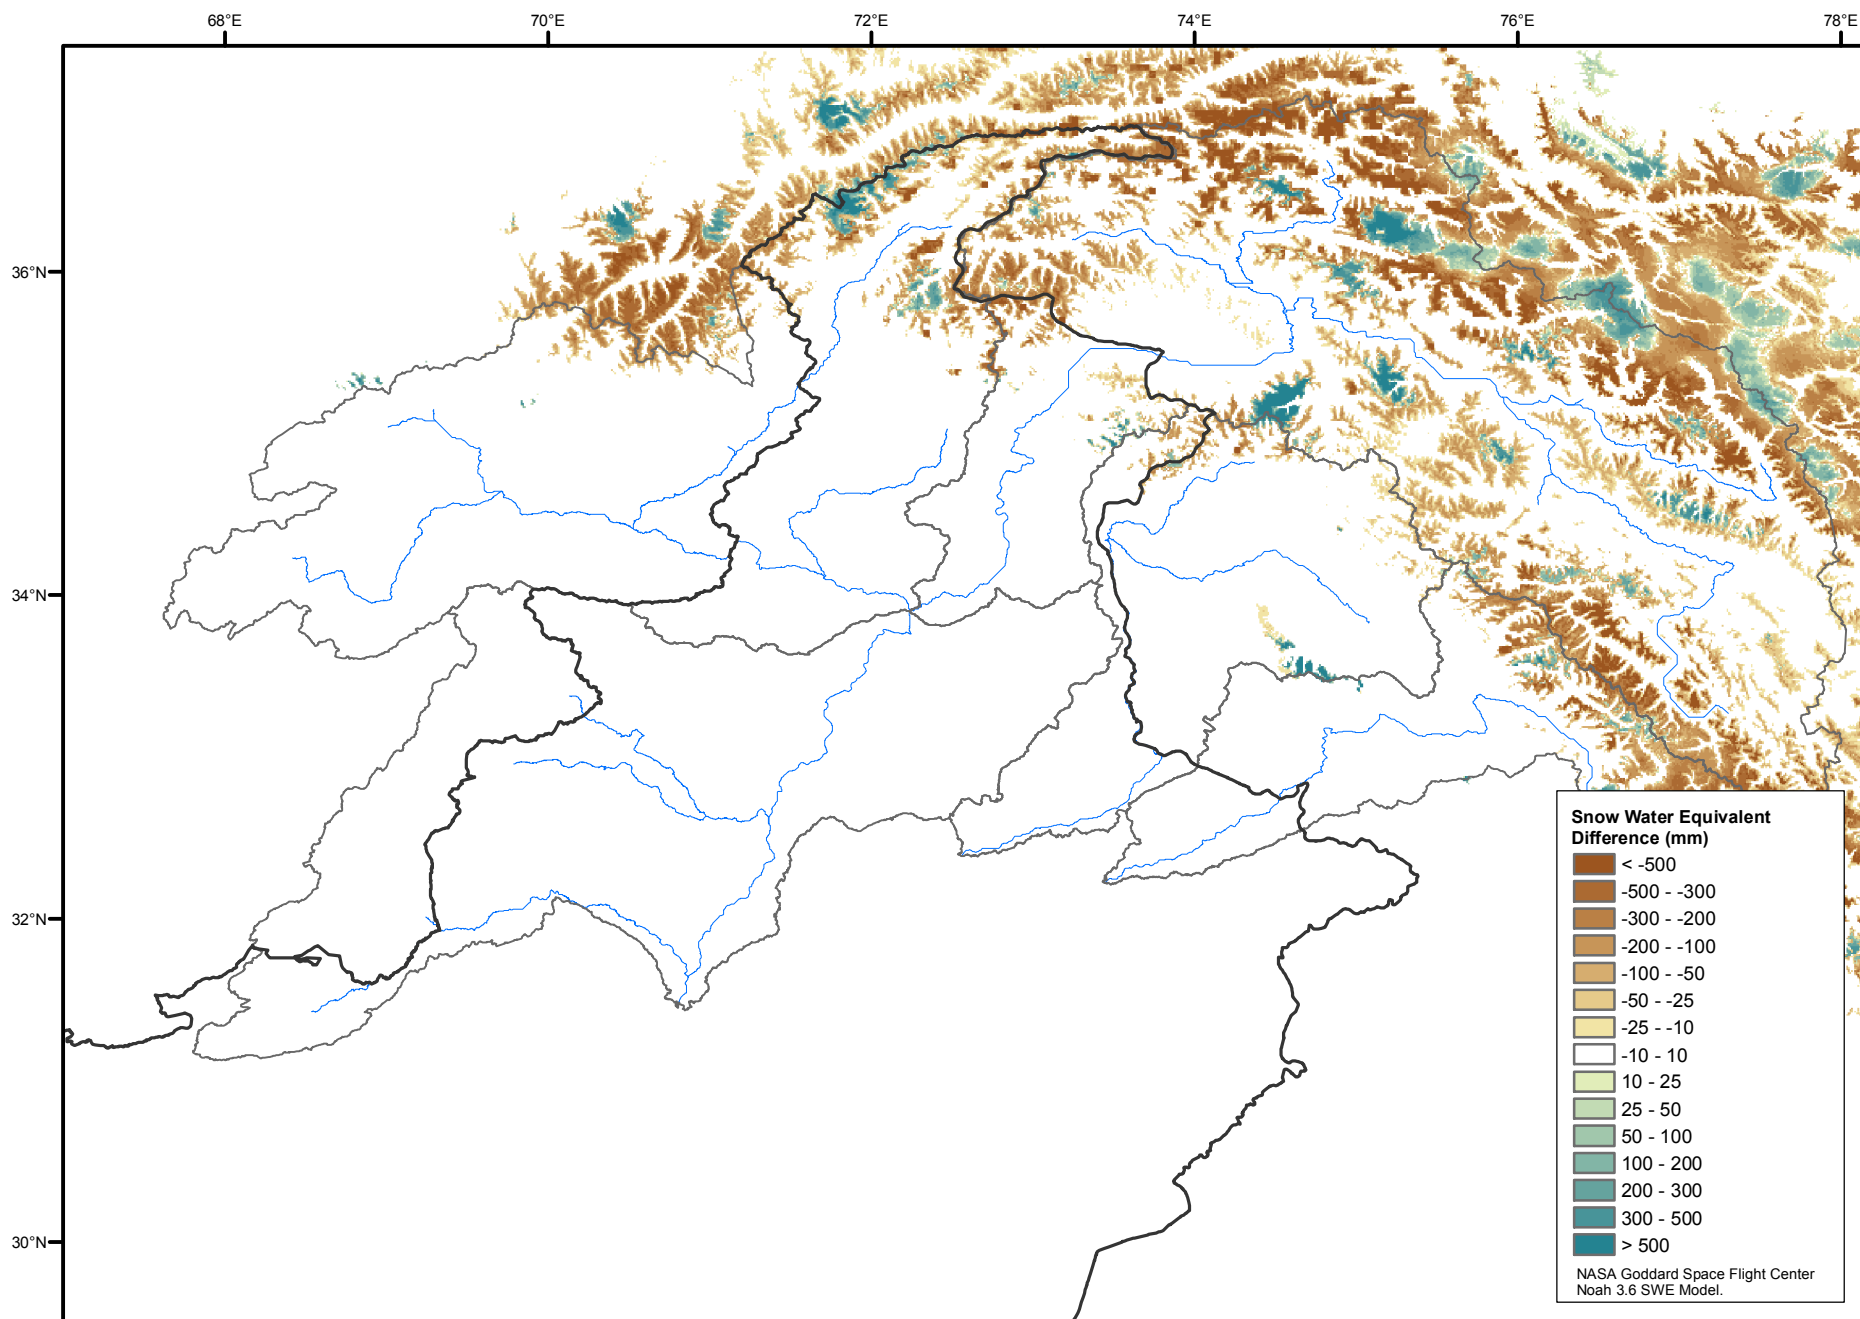 68°E
70°E
72°E
74°E
76°E
78°E
36°N
34°N
32°N
30°N
Snow Water Equivalent
Difference (mm)
< -500
-500 - -300
-300 - -200
-200 - -100
-100 - -50
-50 - -25
-25 - -10
-10 - 10
10 - 25
25 - 50
50 - 100
100 - 200
200 - 300
300 - 500
> 500
NASA Goddard Space Flight Center
Noah 3.6 SWE Model.